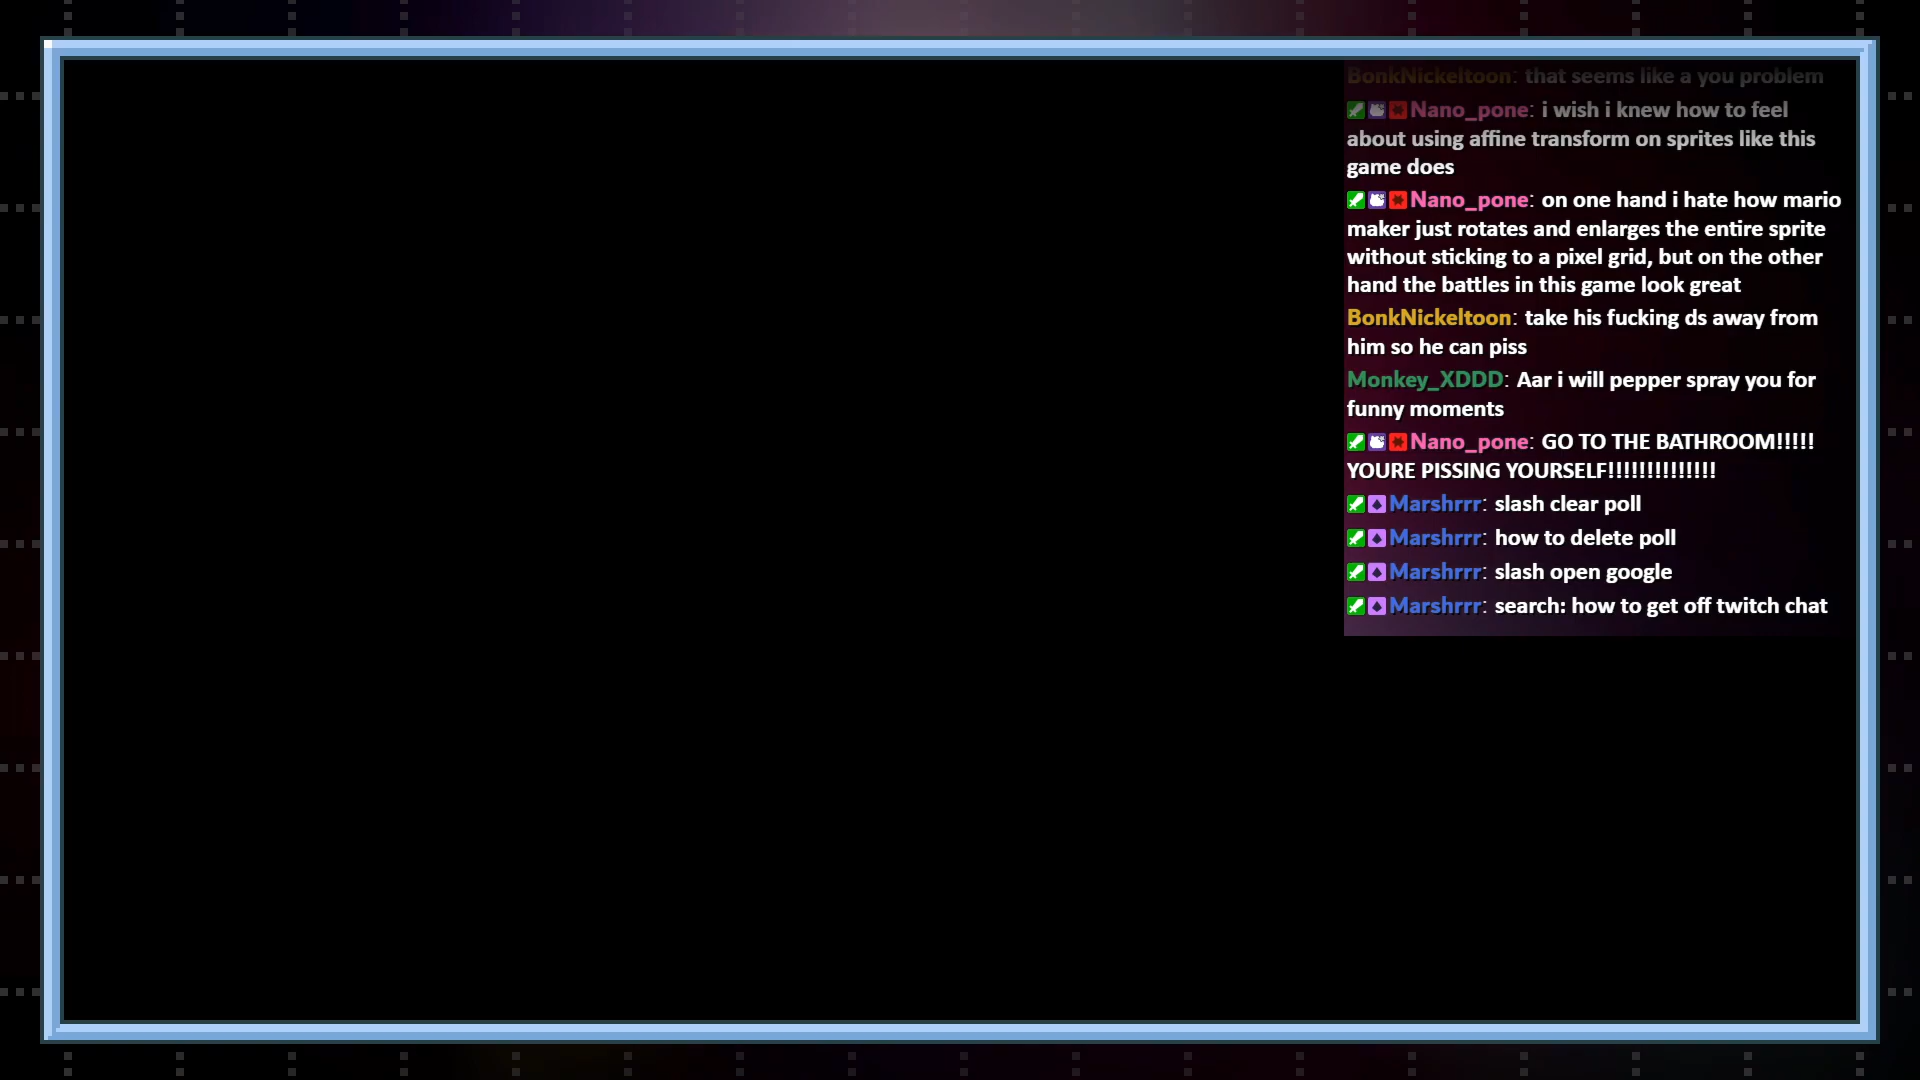 BonkNickeltoon: that seems like a you problem
Nano_pone: i wish i knew how to feel
about using affine transform on sprites like this
game does
Nano_pone: on one hand i hate how mario
maker just rotates and enlarges the entire sprite
without sticking to a pixel grid, but on the other
hand the battles in this game look great
BonkNickeltoon: take his fucking ds away from
him so he can piss
Monkey_XDDD: Aar i will pepper spray you for
funny moments
Nano_pone: GO TO THE BATHROOM!!!!!
YOURE PISSING YOURSELF!!!!!!!!!!!!!!
Marshrrr: slash clear poll
Marshrrr: how to delete poll
Marshrrr: slash open google
Marshrrr: search: how to get off twitch chat